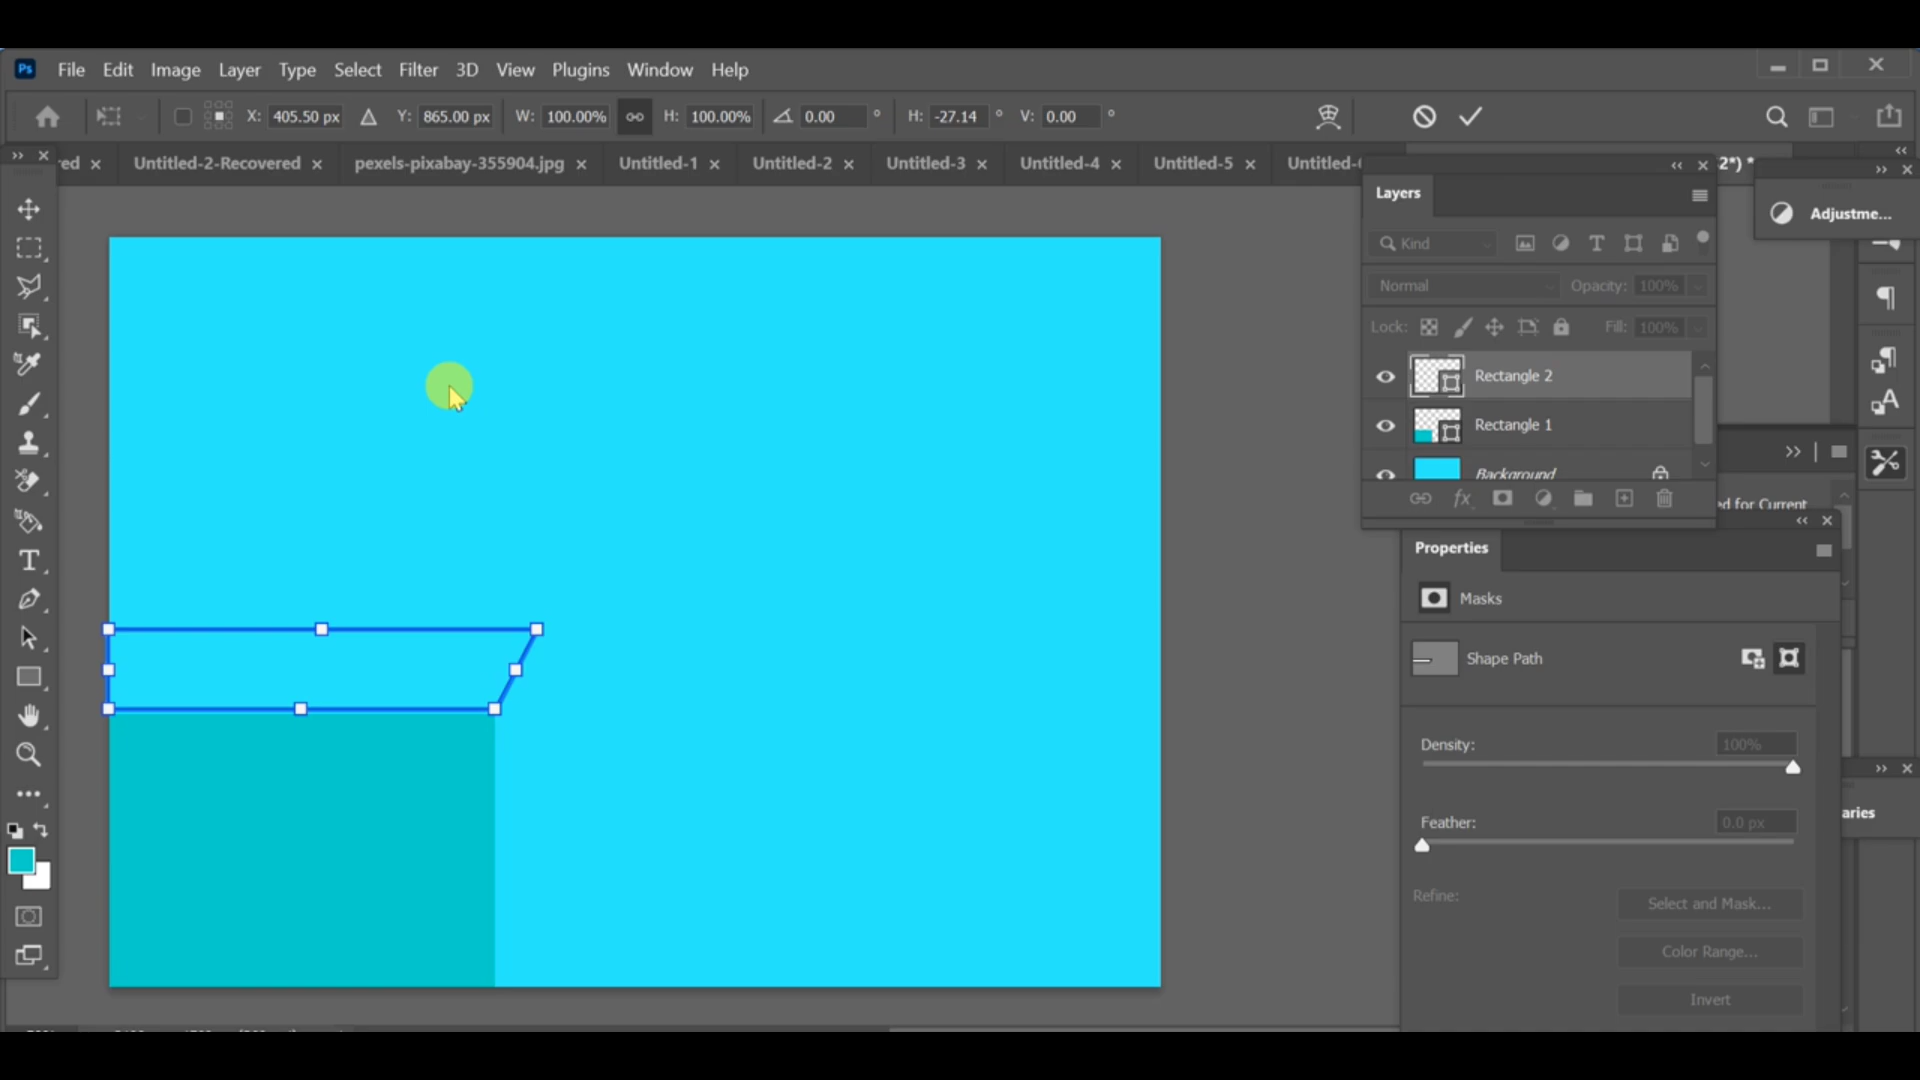 Ps File Edit Image Layer Type Select Filter 3D View Plugins Window Help
X: 405.50 px Y: 865.00 px W: 100.00% H: 100.00% 0.00 ° H: -27.14 ° V: 0.00 °
red × Untitled-2-Recovered × pexels-pixabay-355904.jpg × Untitled-1 × Untitled-2 × Untitled-3 × Untitled-4 × Untitled-5 × 2*) *
Layers
Adjustme...
Kind
Normal Opacity: 100%
Lock: Fill: 100%
Rectangle 2
Rectangle 1
Background
ed for Current
Properties
Masks
Shape Path
Density: 100%
Feather: 0.0 px
aries
Refine:
Select and Mask...
Color Range...
Invert